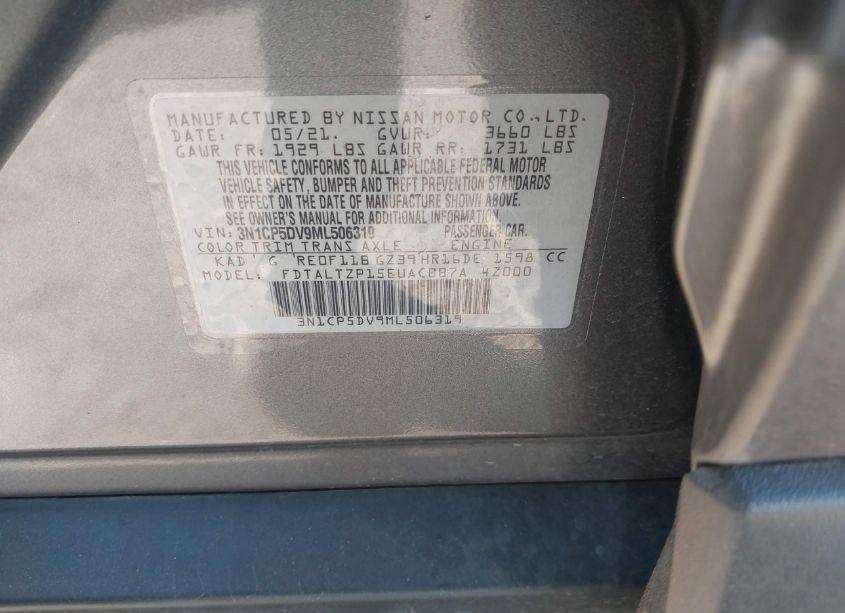 MANUFACTURED BY NISSAN MOTOR CO., LTD.
DATE: 05/21. GVWR: 3660 LBS
GAWR FR: 1929 LBS GAWR RR: 1731 LBS
THIS VEHICLE CONFORMS TO ALL APPLICABLE FEDERAL MOTOR
VEHICLE SAFETY, BUMPER AND THEFT PREVENTION STANDARDS
IN EFFECT ON THE DATE OF MANUFACTURE SHOWN ABOVE.
SEE OWNER'S MANUAL FOR ADDITIONAL INFORMATION.
VIN: 3N1CP5DV9ML506319 PASSENGER CAR.
COLOR TRIM TRANS AXLE ENGINE
KAD G RE0F11B GZ39 HR16DE 1598 CC
MODEL: FDTALTZP15EUACBB7A 4Z000
3N1CP5DV9ML506319